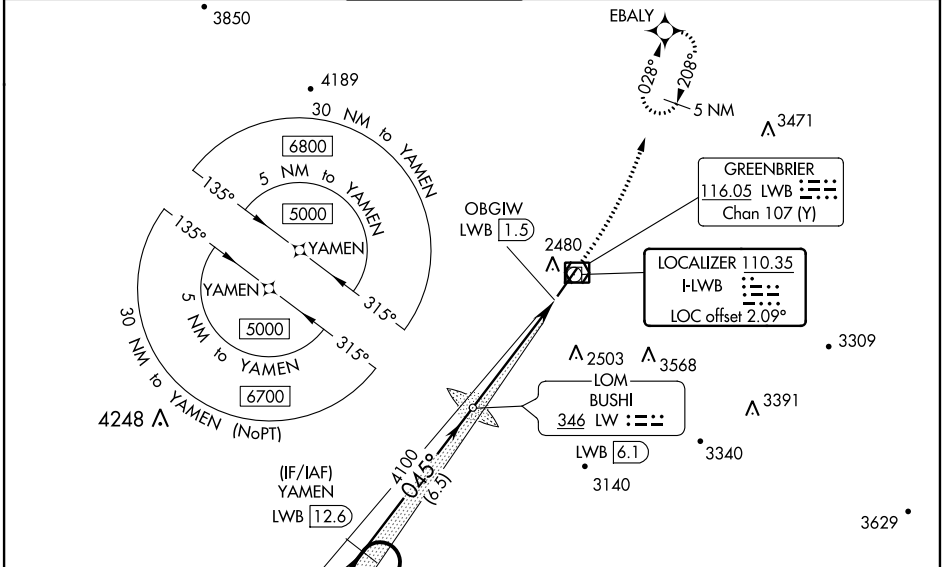 3850
EBALY
028°
208°
5 NM
4189
3471
30 NM to YAMEN
6800
5 NM to YAMEN
5000
135°
YAMEN
315°
GREENBRIER
116.05 LWB
Chan 107 (Y)
OBGIW
LWB 1.5
2480
LOCALIZER 110.35
I-LWB
LOC offset 2.09°
135°
YAMEN
5000
5 NM to YAMEN
315°
6700
30 NM to YAMEN (NoPT)
4248
3309
2503
3568
LOM
BUSHI
346 LW
LWB 6.1
3391
3340
3140
4100
045°
(6.5)
(IF/IAF)
YAMEN
LWB 12.6
3629